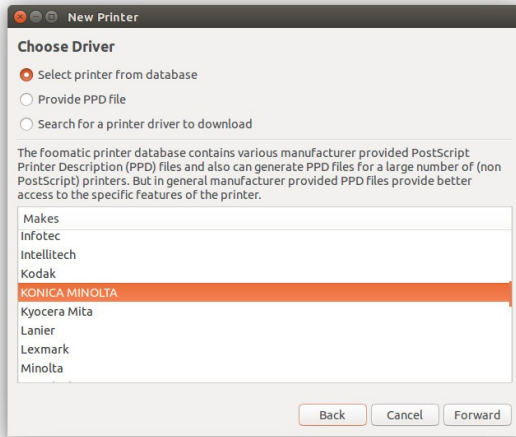 New Printer
Choose Driver
Select printer from database
Provide PPD file
Search for a printer driver to download
The foomatic printer database contains various manufacturer provided PostScript
Printer Description (PPD) files and also can generate PPD files for a large number of (non
PostScript) printers. But in general manufacturer provided PPD files provide better
access to the specific features of the printer.
Makes
Infotec
Intellitech
Kodak
KONICA MINOLTA
Kyocera Mita
Lanier
Lexmark
Minolta
Back Cancel Forward